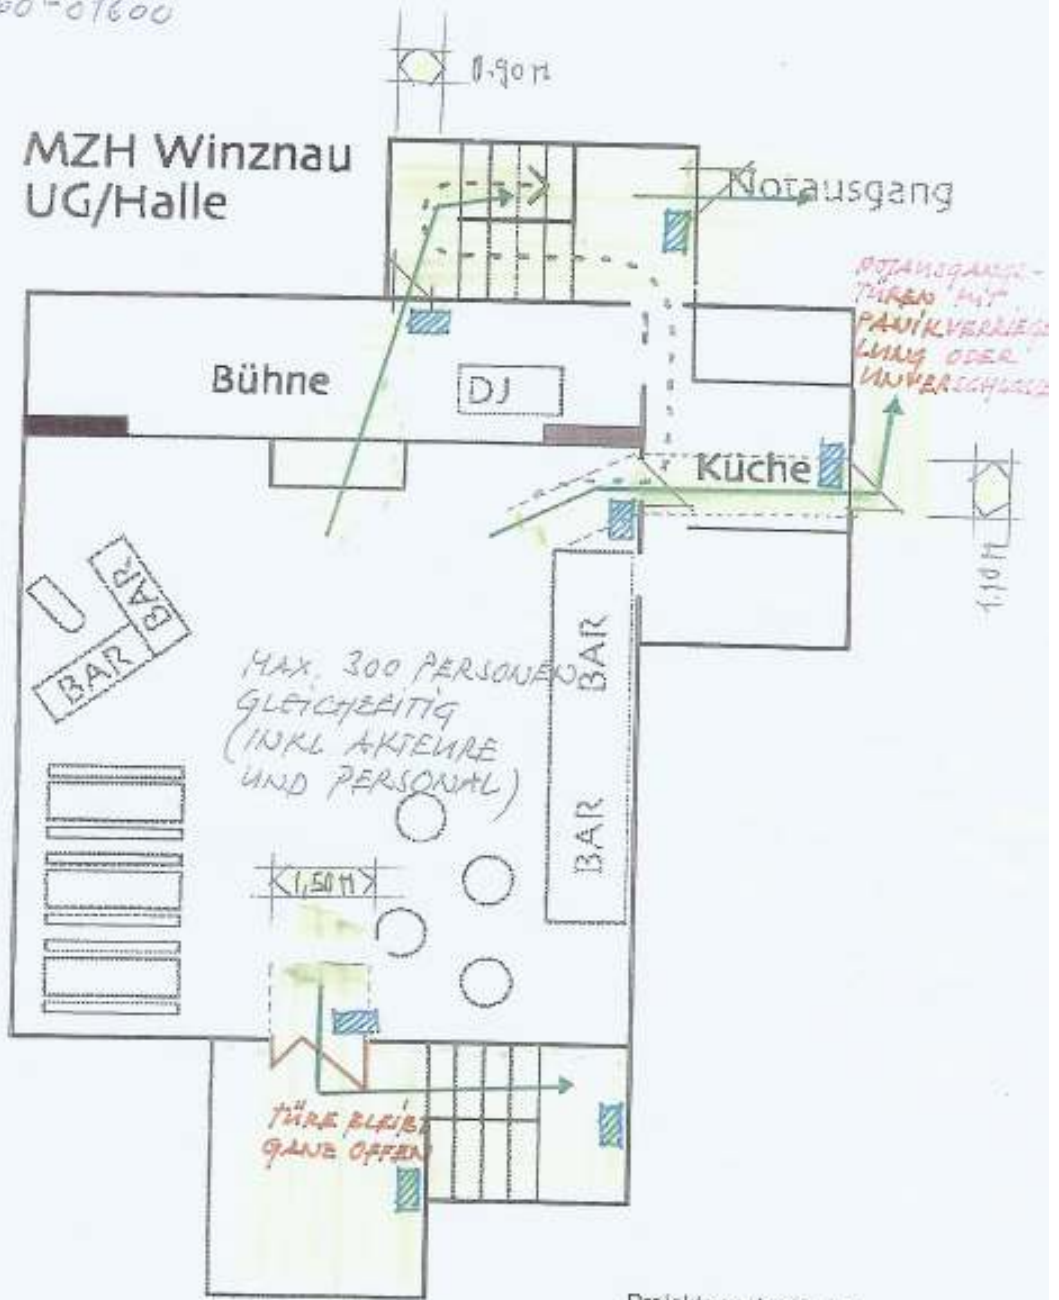 0.90 M
MZH Winznau
UG/Halle
Notausgang
NOTAUSGANGS-
TÜREN MIT
PANIKVERRIEGE
LUNG ODER
Bühne
DJ
Küche
1.10 M
BAR
BAR
BAR
BAR
MAX. 300 PERSONEN
GLEICHZEITIG
(INKL AKTEURE
UND PERSONAL)
1,50 M
TÜRE BLEIBT
GANZ OFFEN